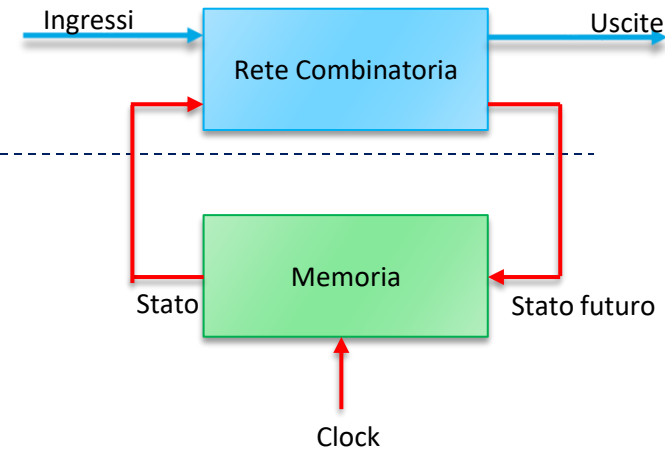 Ingressi
Uscite
Rete Combinatoria
Memoria
Stato
Stato futuro
Clock